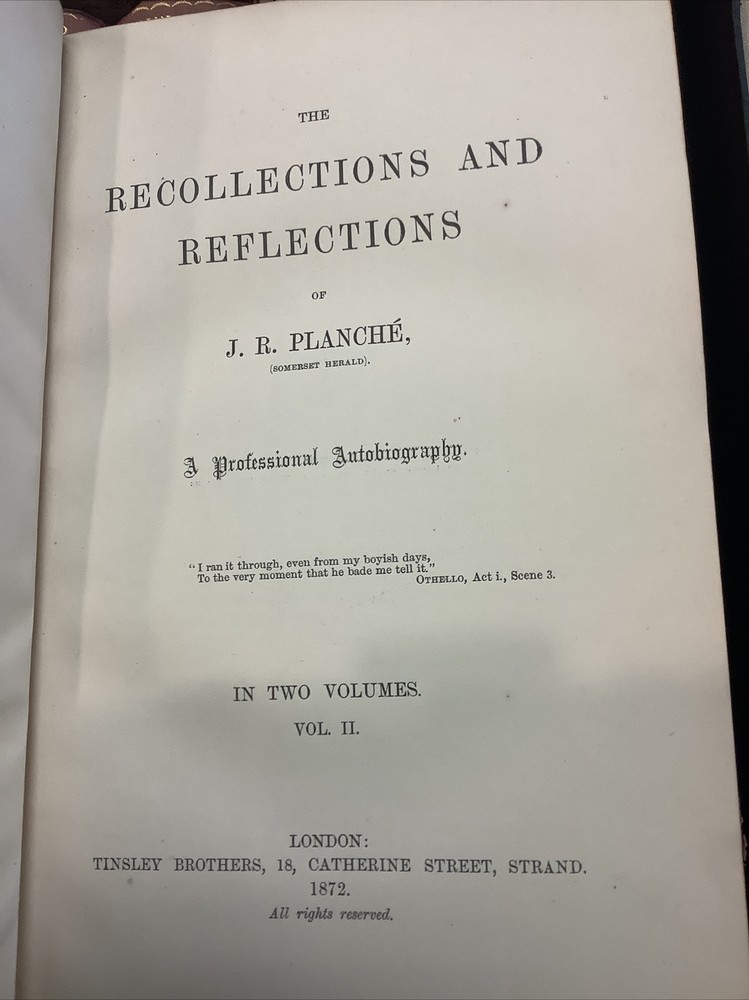 THE
RECOLLECTIONS AND
REFLECTIONS
OF
J. R. PLANCHÉ,
(SOMERSET HERALD).
A Professional Autobiography.
"I ran it through, even from my boyish days,
To the very moment that he bade me tell it."
OTHELLO, Act i., Scene 3.
IN TWO VOLUMES.
VOL. II.
LONDON:
TINSLEY BROTHERS, 18, CATHERINE STREET, STRAND.
1872.
All rights reserved.